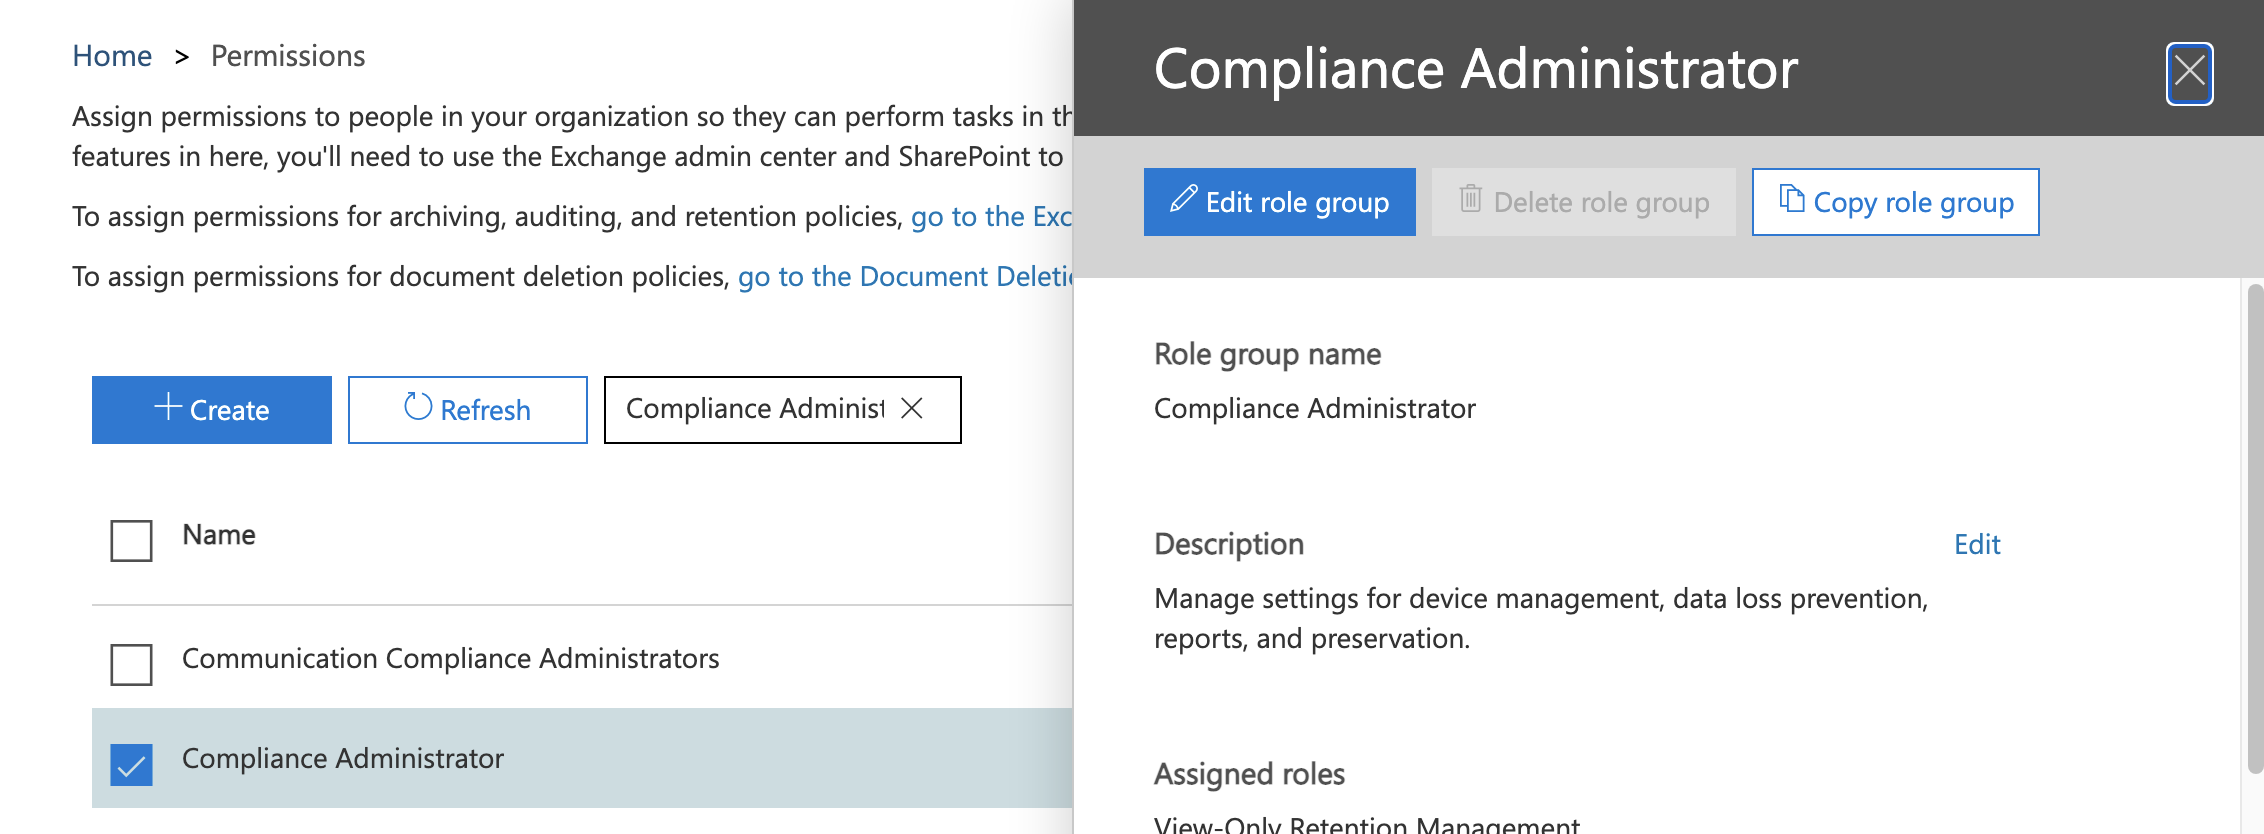 Home > Permissions
Assign permissions to people in your organization so they can perform tasks in th
features in here, you'll need to use the Exchange admin center and SharePoint to
To assign permissions for archiving, auditing, and retention policies, go to the Exc
To assign permissions for document deletion policies, go to the Document Deleti
Create
Refresh
Compliance Administ
Name
Communication Compliance Administrators
Compliance Administrator
Compliance Administrator
Edit role group
Delete role group
Copy role group
Role group name
Compliance Administrator
Description
Edit
Manage settings for device management, data loss prevention,
reports, and preservation.
Assigned roles
View-Only Retention Management